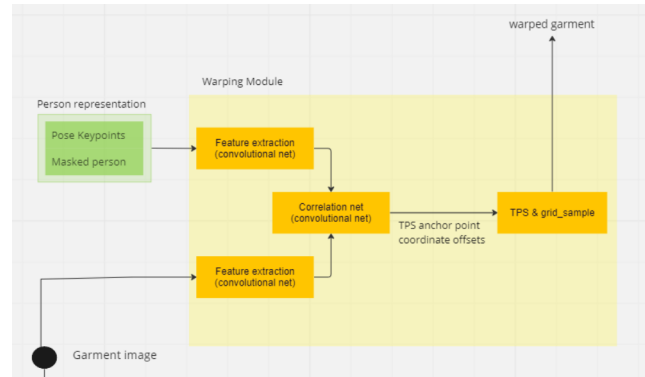 warped garment
Warping Module
Person representation
Pose Keypoints
Masked person
Feature extraction
(convolutional net)
Correlation net
(convolutional net)
TPS anchor point
coordinate offsets
TPS & grid_sample
Feature extraction
(convolutional net)
Garment image